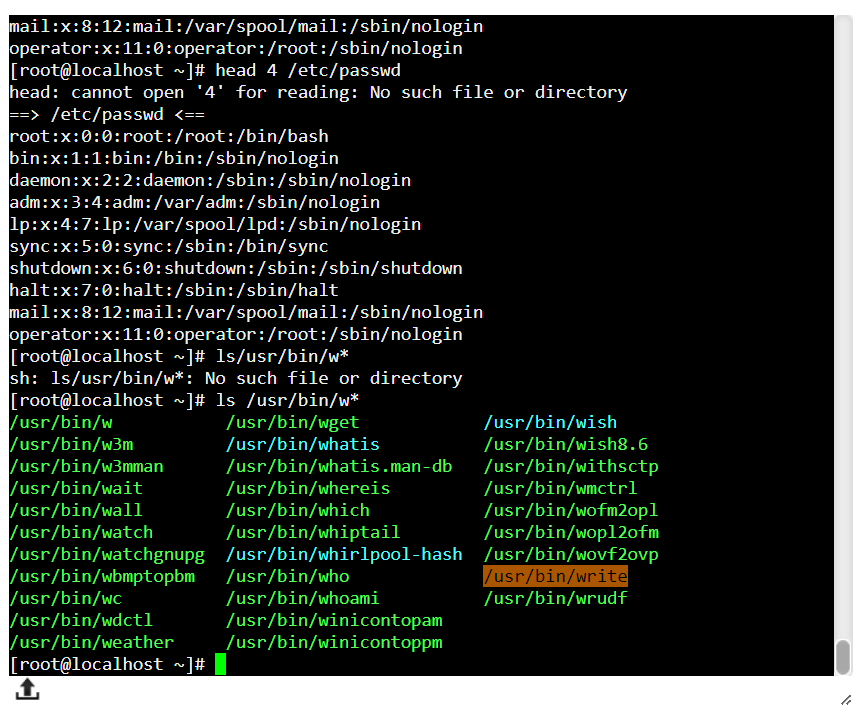 mail:x:8:12:mail:/var/spool/mail:/sbin/nologin
operator:x:11:0:operator:/root:/sbin/nologin
[root@localhost ~]# head 4 /etc/passwd
head: cannot open '4' for reading: No such file or directory
==> /etc/passwd <==
root:x:0:0:root:/root:/bin/bash
bin:x:1:1:bin:/bin:/sbin/nologin
daemon:x:2:2:daemon:/sbin:/sbin/nologin
adm:x:3:4:adm:/var/adm:/sbin/nologin
lp:x:4:7:lp:/var/spool/lpd:/sbin/nologin
sync:x:5:0:sync:/sbin:/bin/sync
shutdown:x:6:0:shutdown:/sbin:/sbin/shutdown
halt:x:7:0:halt:/sbin:/sbin/halt
mail:x:8:12:mail:/var/spool/mail:/sbin/nologin
operator:x:11:0:operator:/root:/sbin/nologin
[root@localhost ~]# ls/usr/bin/w*
sh: ls/usr/bin/w*: No such file or directory
[root@localhost ~]# ls /usr/bin/w*
/usr/bin/w /usr/bin/wget /usr/bin/wish
/usr/bin/w3m /usr/bin/whatis /usr/bin/wish8.6
/usr/bin/w3mman /usr/bin/whatis.man-db /usr/bin/withsctp
/usr/bin/wait /usr/bin/whereis /usr/bin/wmctrl
/usr/bin/wall /usr/bin/which /usr/bin/wofm2opl
/usr/bin/watch /usr/bin/whiptail /usr/bin/wopl2ofm
/usr/bin/watchgnupg /usr/bin/whirlpool-hash /usr/bin/wovf2ovp
/usr/bin/wbmptopbm /usr/bin/who /usr/bin/write
/usr/bin/wc /usr/bin/whoami /usr/bin/wrudf
/usr/bin/wdctl /usr/bin/winicontopam
/usr/bin/weather /usr/bin/winicontoppm
[root@localhost ~]#